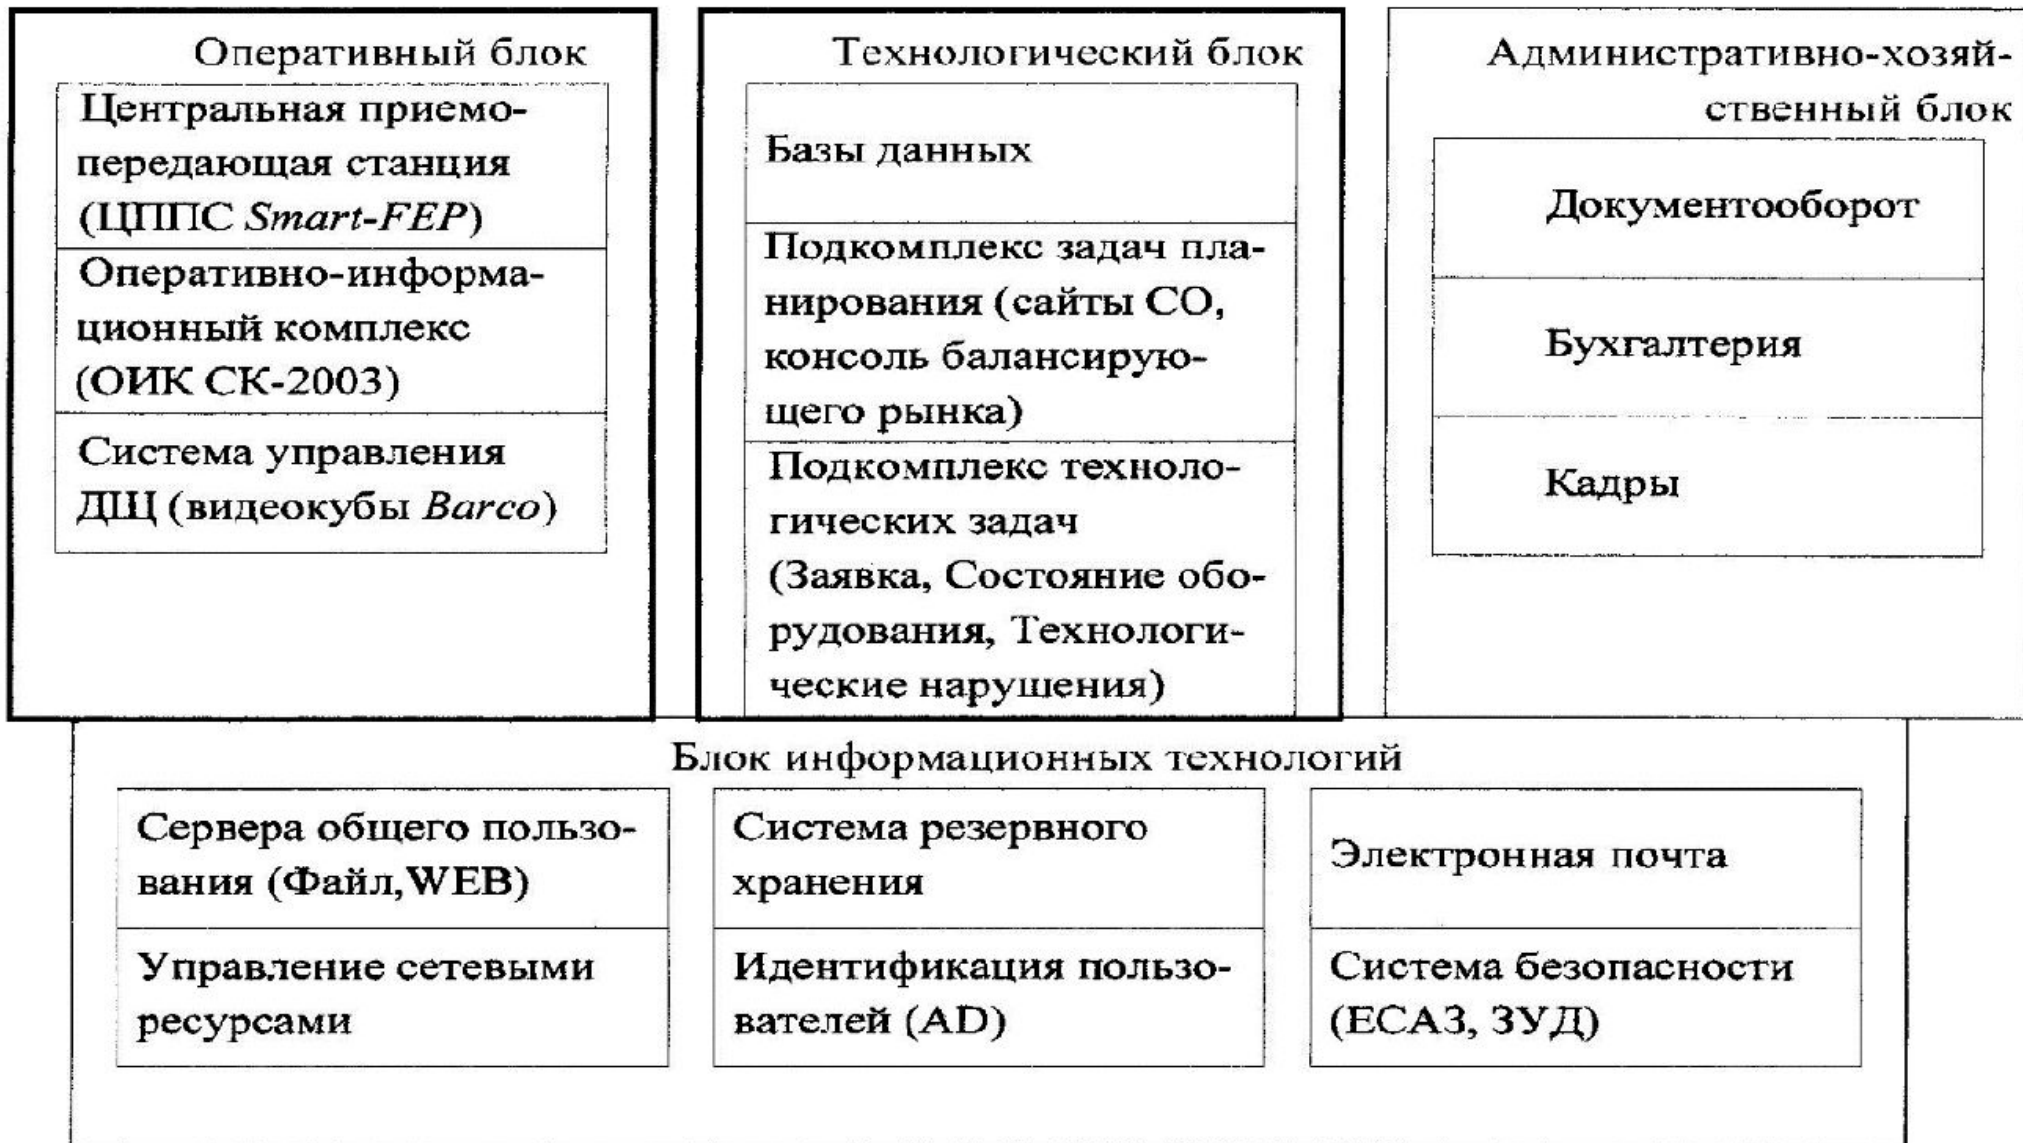 Оперативный блок
Центральная приемо-
передающая станция
(ЦППС Smart-FEP)
Оперативно-информа-
ционный комплекс
(ОИК СК-2003)
Система управления
ДЩ (видеокубы Barco)
Технологический блок
Базы данных
Подкомплекс задач пла-
нирования (сайты СО,
консоль балансирую-
щего рынка)
Подкомплекс техноло-
гических задач
(Заявка, Состояние обо-
рудования, Технологи-
ческие нарушения)
Административно-хозяй-
ственный блок
Документооборот
Бухгалтерия
Кадры
Блок информационных технологий
Сервера общего пользо-
вания (Файл,WEB)
Управление сетевыми
ресурсами
Система резервного
хранения
Идентификация пользо-
вателей (AD)
Электронная почта
Система безопасности
(ЕСАЗ, ЗУД)